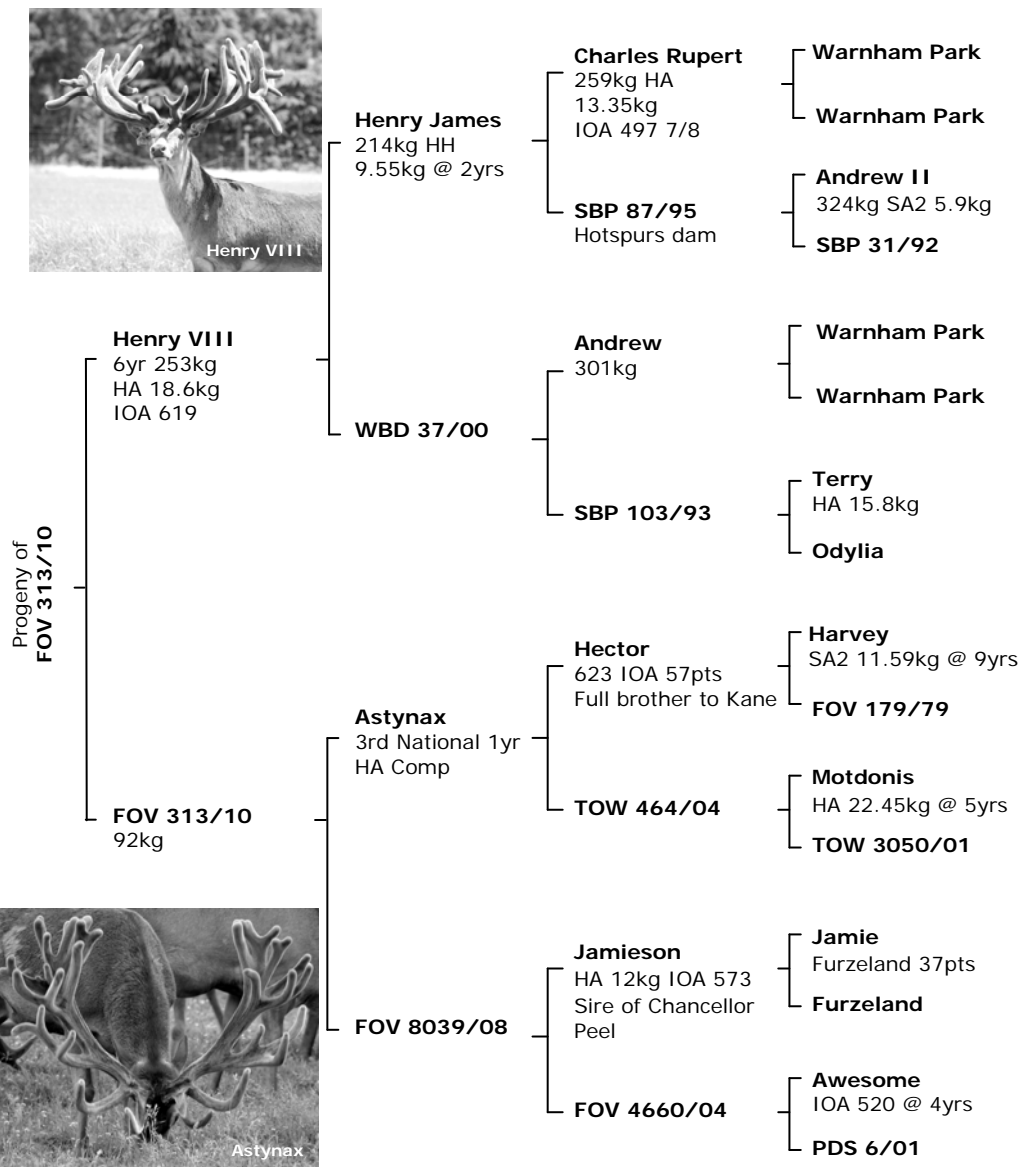 Henry VIII
Progeny of
FOV 313/10
Henry VIII
6yr 253kg
HA 18.6kg
IOA 619
FOV 313/10
92kg
Henry James
214kg HH
9.55kg @ 2yrs
WBD 37/00
Astynax
3rd National 1yr
HA Comp
FOV 8039/08
Charles Rupert
259kg HA
13.35kg
IOA 497 7/8
SBP 87/95
Hotspurs dam
Andrew
301kg
SBP 103/93
Hector
623 IOA 57pts
Full brother to Kane
TOW 464/04
Jamieson
HA 12kg IOA 573
Sire of Chancellor
Peel
FOV 4660/04
Warnham Park
Warnham Park
Andrew II
324kg SA2 5.9kg
SBP 31/92
Warnham Park
Warnham Park
Terry
HA 15.8kg
Odylia
Harvey
SA2 11.59kg @ 9yrs
FOV 179/79
Motdonis
HA 22.45kg @ 5yrs
TOW 3050/01
Jamie
Furzeland 37pts
Furzeland
Awesome
IOA 520 @ 4yrs
PDS 6/01
Astynax